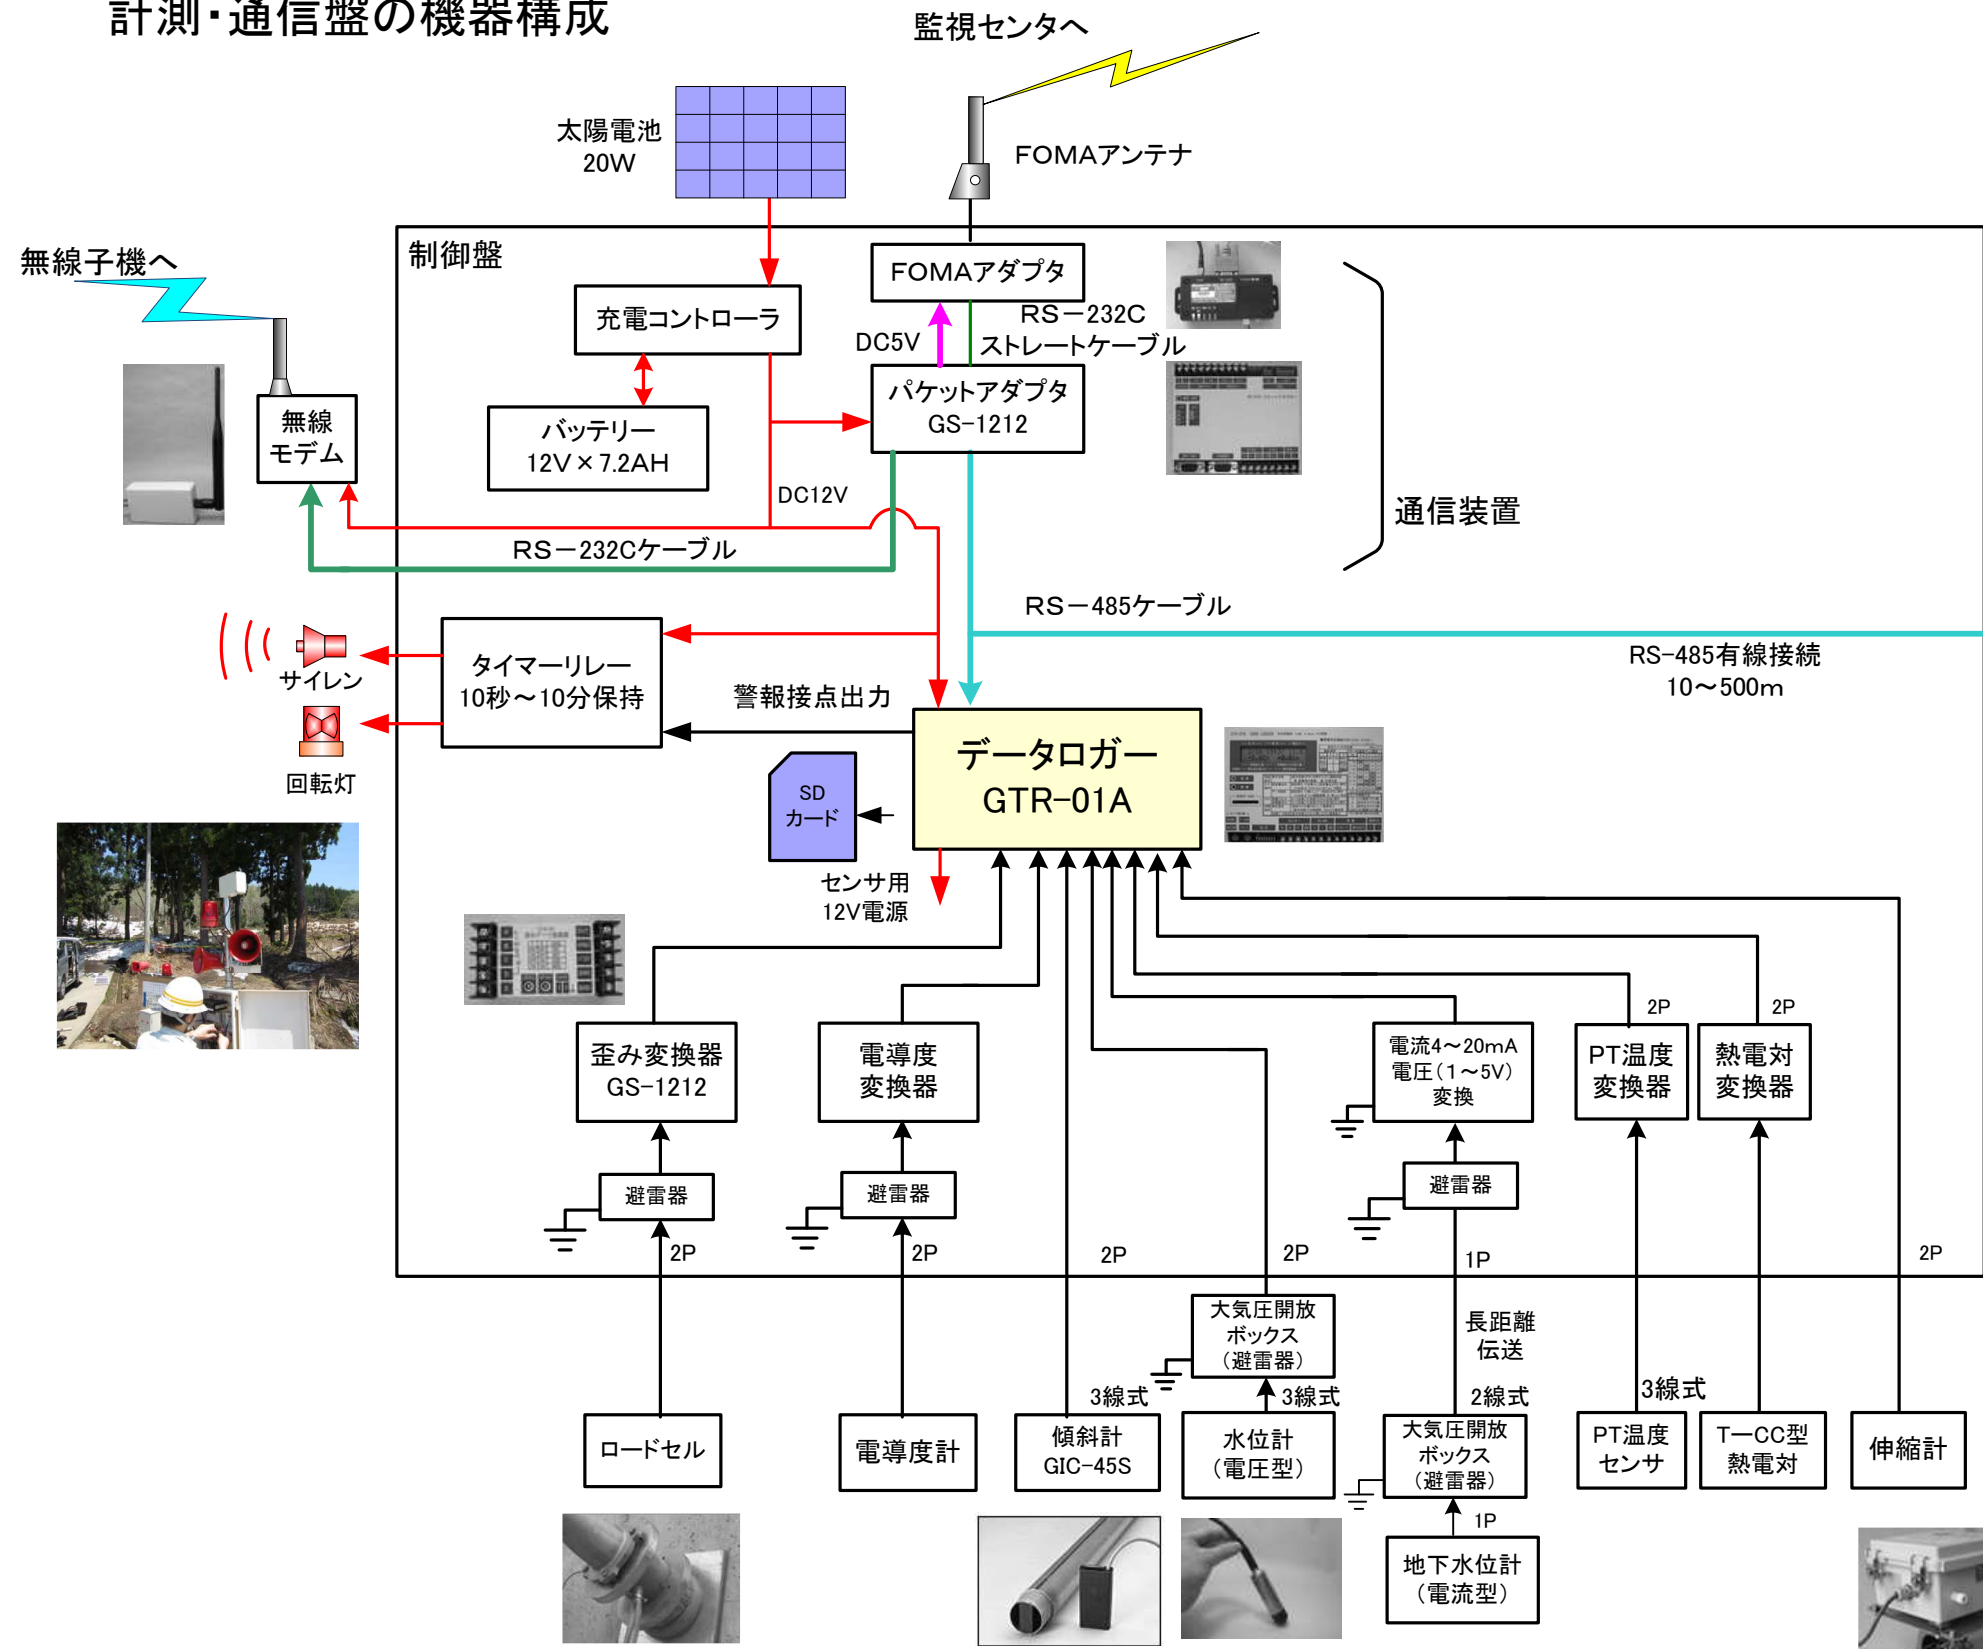 計測・通信盤の機器構成
監視センタへ
太陽電池
20W
FOMAアンテナ
無線子機へ
制御盤
FOMAアダプタ
充電コントローラ
RS－232C
ストレートケーブル
DC5V
パケットアダプタ
GS-1212
無線
モデム
バッテリー
12V×7.2AH
DC12V
通信装置
RS－232Cケーブル
RS－485ケーブル
RS-485有線接続
10～500m
サイレン
タイマーリレー
10秒～10分保持
警報接点出力
回転灯
データロガー
GTR-01A
SD
カード
センサ用
12V電源
歪み変換器
GS-1212
電導度
変換器
電流4～20mA
電圧（1～5V）
変換
2P
PT温度
変換器
2P
熱電対
変換器
避雷器
避雷器
避雷器
2P
2P
2P
2P
1P
2P
大気圧開放
ボックス
（避雷器）
長距離
伝送
3線式
3線式
2線式
3線式
ロードセル
電導度計
傾斜計
GIC-45S
水位計
（電圧型）
大気圧開放
ボックス
（避雷器）
PT温度
センサ
T－CC型
熱電対
伸縮計
1P
地下水位計
（電流型）